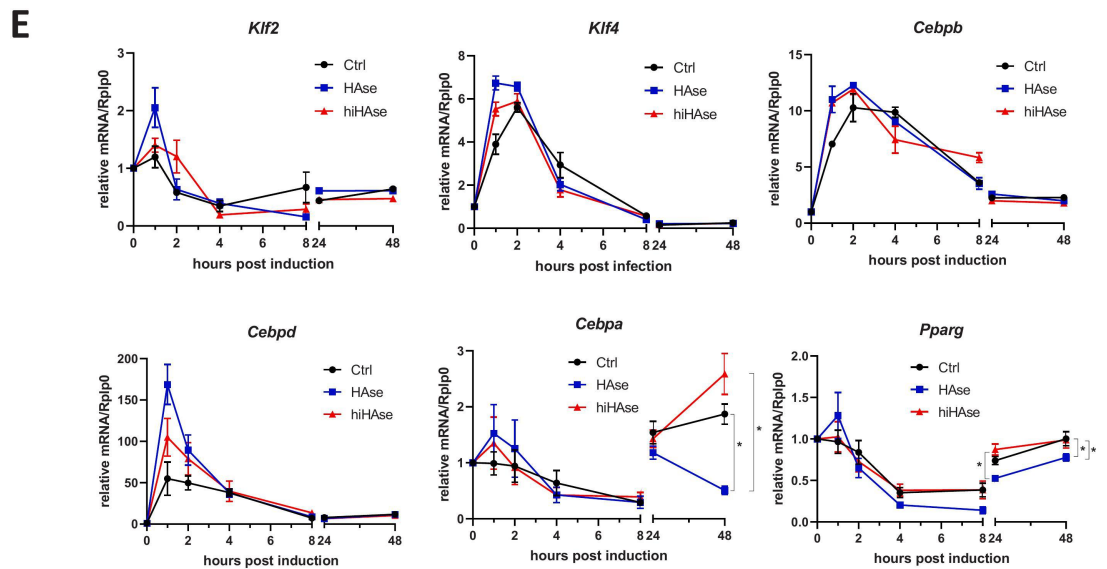 E
Klf2
relative mRNA/Rplp0
3
2
1
0
Ctrl
HAse
hiHAse
0 2 4 6 8 24 48
hours post induction
Klf4
relative mRNA/Rplp0
8
6
4
2
0
Ctrl
HAse
hiHAse
0 2 4 6 8 24 48
hours post infection
Cebpb
relative mRNA/Rplp0
15
10
5
0
Ctrl
HAse
hiHAse
0 2 4 6 8 24 48
hours post induction
Cebpd
relative mRNA/Rplp0
200
150
100
50
0
Ctrl
HAse
hiHAse
0 2 4 6 8 24 48
hours post induction
Cebpa
relative mRNA/Rplp0
3
2
1
0
Ctrl
HAse
hiHAse
* *
0 2 4 6 8 24 48
hours post induction
Pparg
relative mRNA/Rplp0
2.0
1.5
1.0
0.5
0.0
Ctrl
HAse
hiHAse
* * *
0 2 4 6 8 24 48
hours post induction